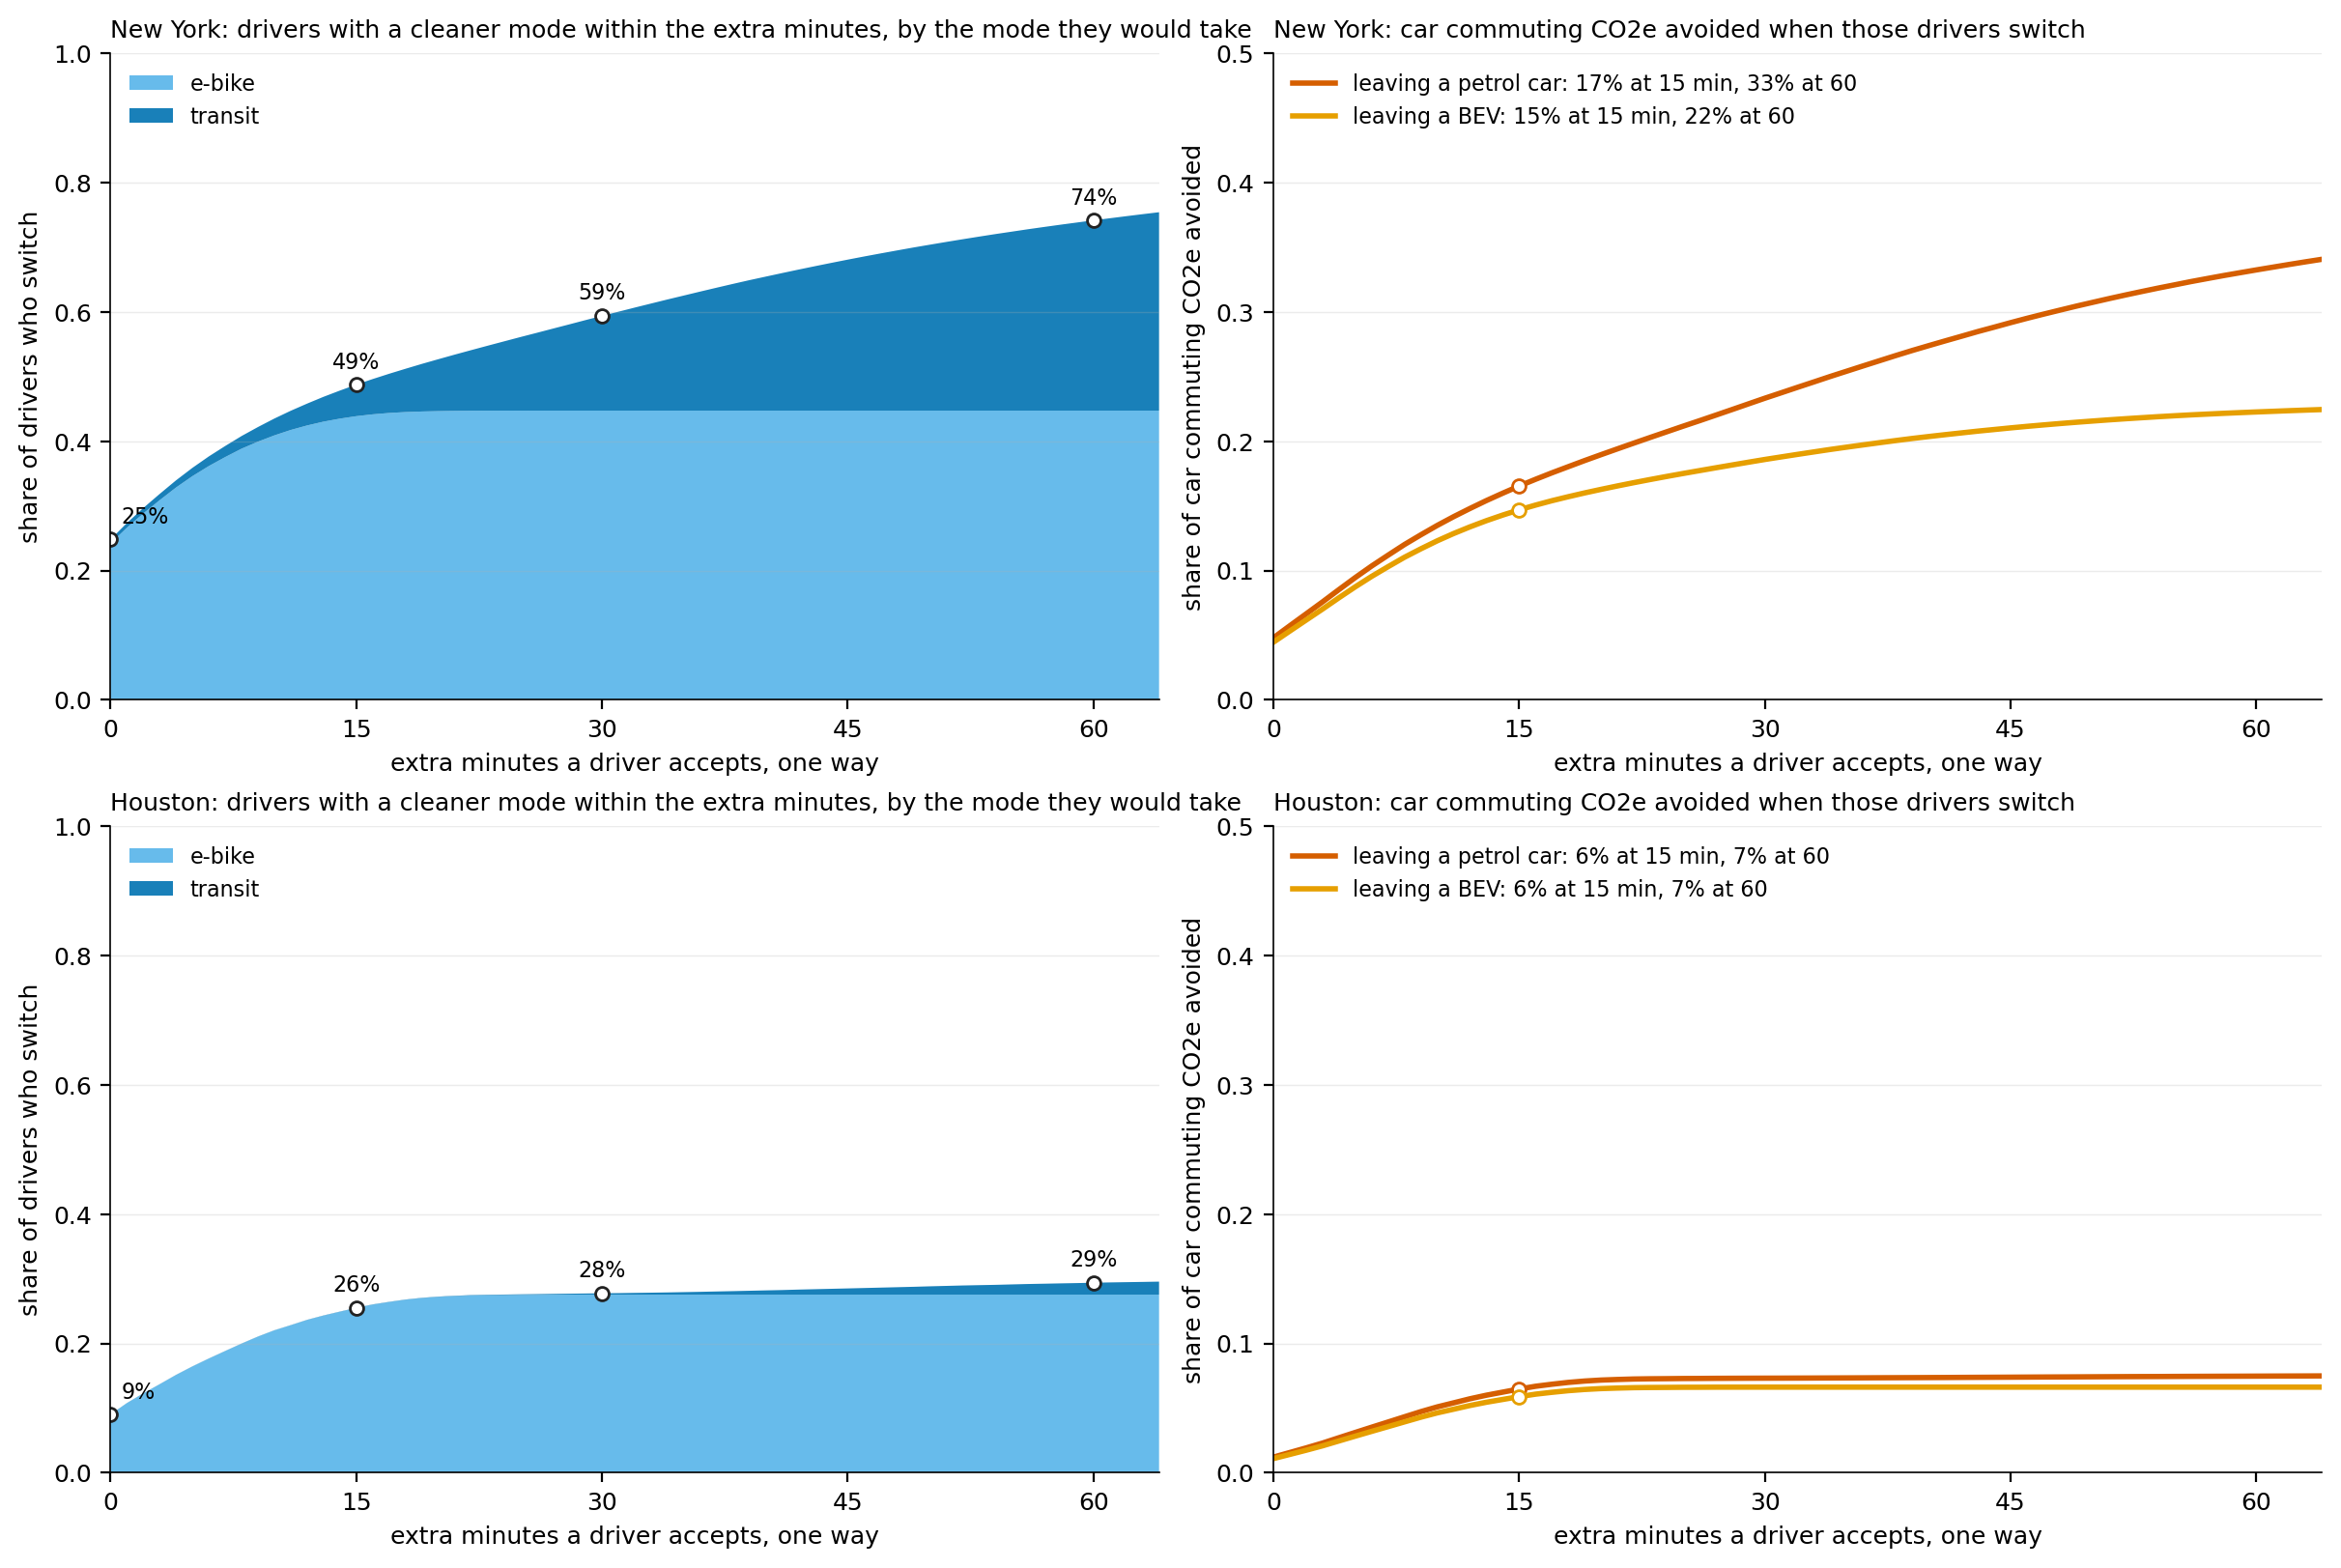 New York: drivers with a cleaner mode within the extra minutes, by the mode they would take
1.0
0.8
0.6
0.4
0.2
0.0
share of drivers who switch
e-bike
transit
25%
49%
59%
74%
0
15
30
45
60
extra minutes a driver accepts, one way
New York: car commuting CO2e avoided when those drivers switch
0.5
0.4
0.3
0.2
0.1
0.0
share of car commuting CO2e avoided
leaving a petrol car: 17% at 15 min, 33% at 60
leaving a BEV: 15% at 15 min, 22% at 60
0
15
30
45
60
extra minutes a driver accepts, one way
Houston: drivers with a cleaner mode within the extra minutes, by the mode they would take
1.0
0.8
0.6
0.4
0.2
0.0
share of drivers who switch
e-bike
transit
9%
26%
28%
29%
0
15
30
45
60
extra minutes a driver accepts, one way
Houston: car commuting CO2e avoided when those drivers switch
0.5
0.4
0.3
0.2
0.1
0.0
share of car commuting CO2e avoided
leaving a petrol car: 6% at 15 min, 7% at 60
leaving a BEV: 6% at 15 min, 7% at 60
0
15
30
45
60
extra minutes a driver accepts, one way